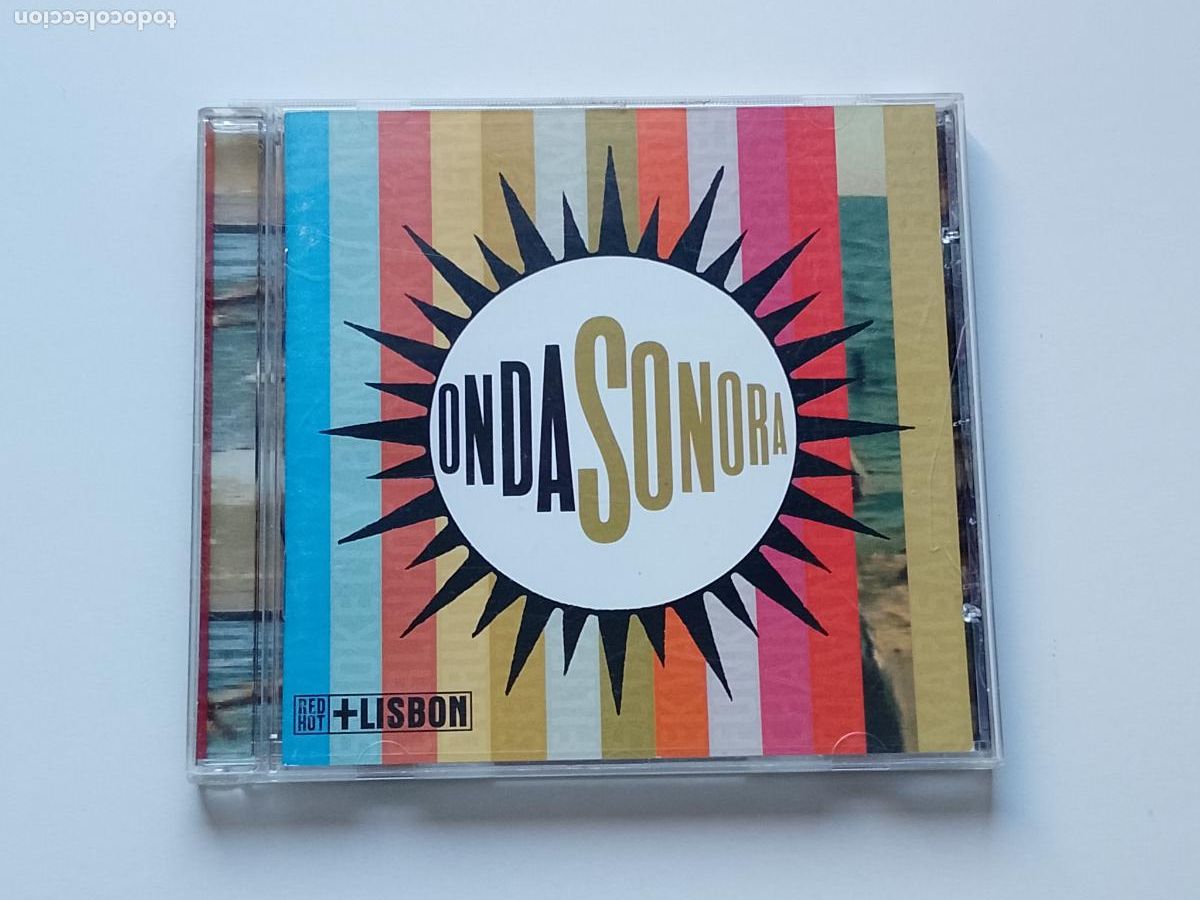 todocoleccion
ONDASONORA
RED HOT +LISBON